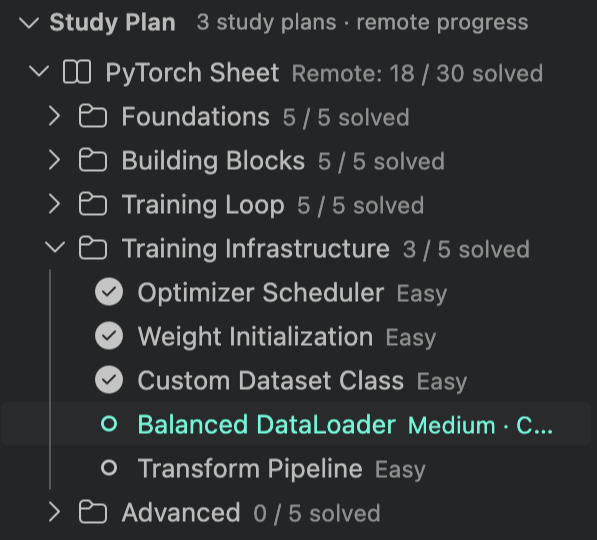 Study Plan 3 study plans · remote progress
PyTorch Sheet Remote: 18 / 30 solved
Foundations 5 / 5 solved
Building Blocks 5 / 5 solved
Training Loop 5 / 5 solved
Training Infrastructure 3 / 5 solved
Optimizer Scheduler Easy
Weight Initialization Easy
Custom Dataset Class Easy
Balanced DataLoader Medium · C...
Transform Pipeline Easy
Advanced 0 / 5 solved